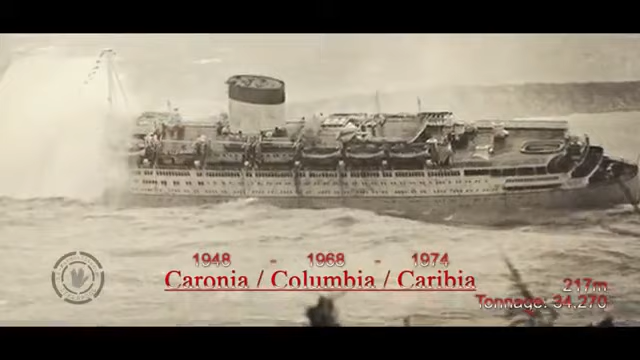 1948 - 1968 - 1974
Caronia / Columbia / Caribia
217m
Tonnage: 34,270